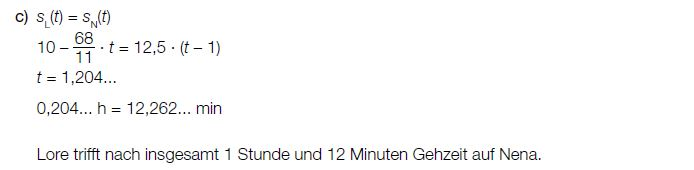 c) s_L(t) = s_N(t)
10 – 68/11 · t = 12,5 · (t – 1)
t = 1,204...
0,204... h = 12,262... min
Lore trifft nach insgesamt 1 Stunde und 12 Minuten Gehzeit auf Nena.